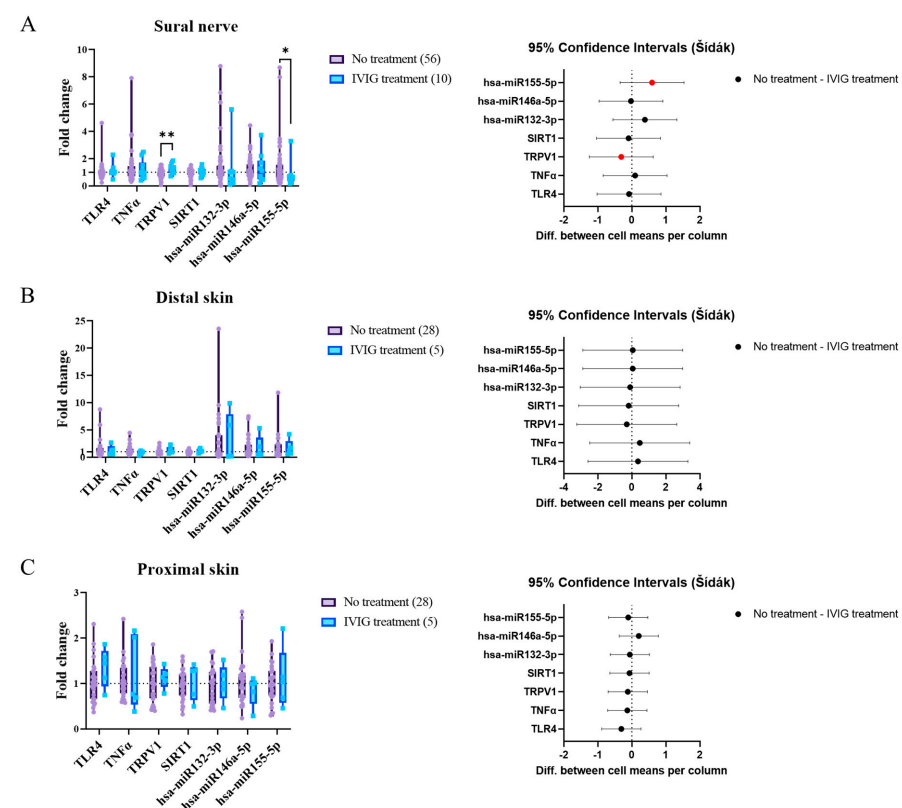 A
Sural nerve
Fold change
10
8
6
4
2
1
0
**
*
TLR4
TNFα
TRPV1
SIRT1
hsa-miR132-3p
hsa-miR146a-5p
hsa-miR155-5p
No treatment (56)
IVIG treatment (10)
95% Confidence Intervals (Šídák)
hsa-miR155-5p
hsa-miR146a-5p
hsa-miR132-3p
SIRT1
TRPV1
TNFα
TLR4
-2 -1 0 1 2
Diff. between cell means per column
No treatment - IVIG treatment
B
Distal skin
Fold change
25
20
15
10
5
1
0
TLR4
TNFα
TRPV1
SIRT1
hsa-miR132-3p
hsa-miR146a-5p
hsa-miR155-5p
No treatment (28)
IVIG treatment (5)
95% Confidence Intervals (Šídák)
hsa-miR155-5p
hsa-miR146a-5p
hsa-miR132-3p
SIRT1
TRPV1
TNFα
TLR4
-4 -2 0 2 4
Diff. between cell means per column
No treatment - IVIG treatment
C
Proximal skin
Fold change
3
2
1
0
TLR4
TNFα
TRPV1
SIRT1
hsa-miR132-3p
hsa-miR146a-5p
hsa-miR155-5p
No treatment (28)
IVIG treatment (5)
95% Confidence Intervals (Šídák)
hsa-miR155-5p
hsa-miR146a-5p
hsa-miR132-3p
SIRT1
TRPV1
TNFα
TLR4
-2 -1 0 1 2
Diff. between cell means per column
No treatment - IVIG treatment